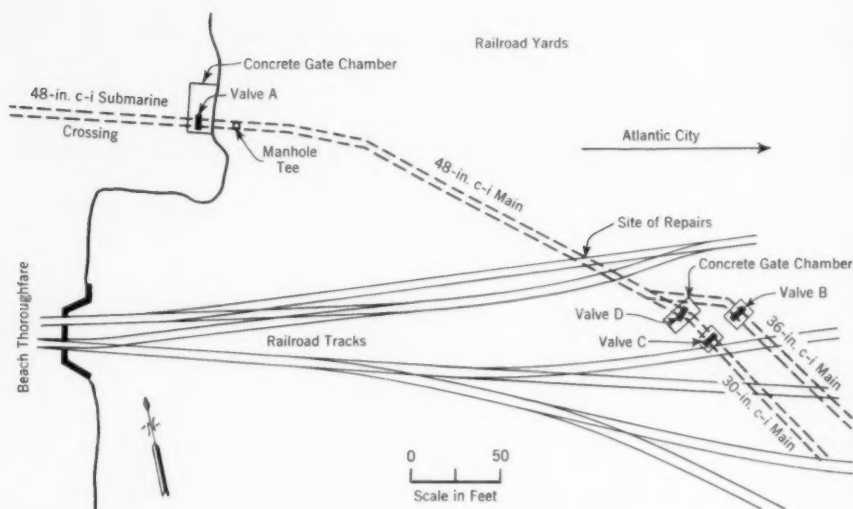 Railroad Yards
Concrete Gate Chamber
Valve A
48-in. c-i Submarine
Crossing
Manhole
Tee
Atlantic City
48-in. c-i Main
Site of Repairs
Concrete Gate Chamber
Valve B
Valve D
Valve C
36-in. c-i Main
30-in. c-i Main
Railroad Tracks
Beach Thoroughfare
0 50
Scale in Feet